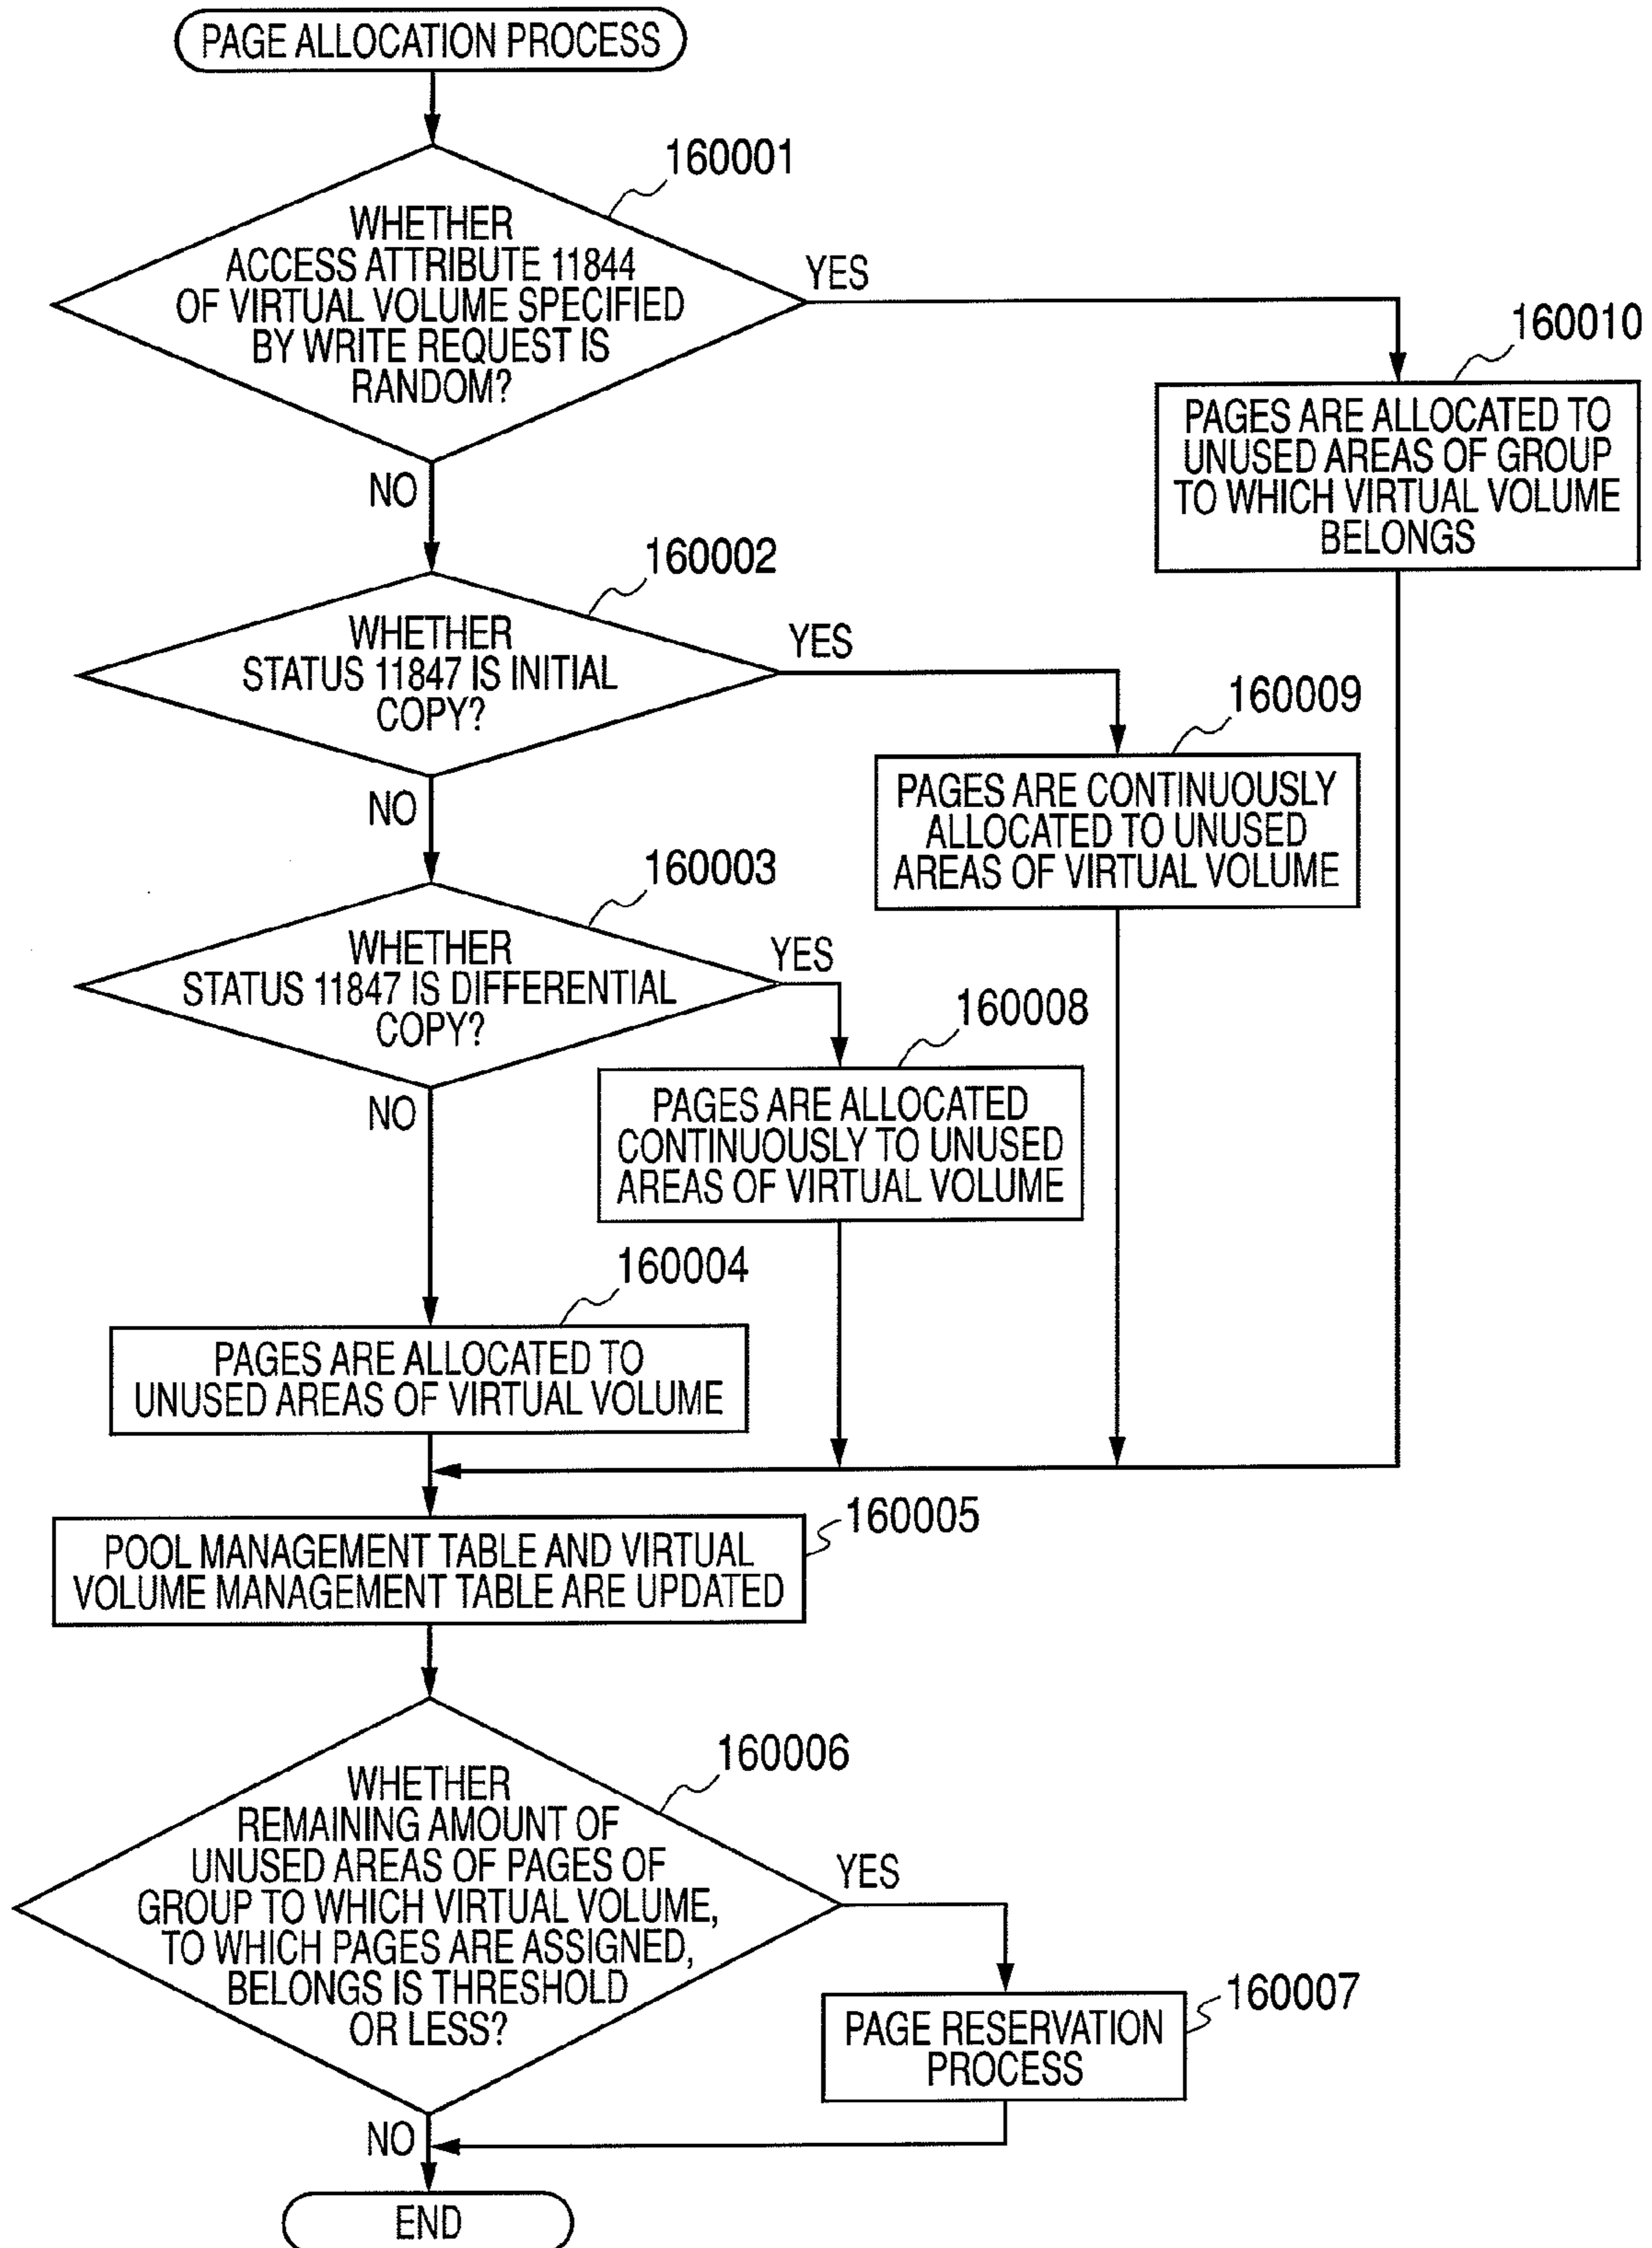 PAGE ALLOCATION PROCESS
160001
WHETHER
ACCESS ATTRIBUTE 11844
OF VIRTUAL VOLUME SPECIFIED
BY WRITE REQUEST IS
RANDOM?
YES
NO
160010
PAGES ARE ALLOCATED TO
UNUSED AREAS OF GROUP
TO WHICH VIRTUAL VOLUME
BELONGS
160002
WHETHER
STATUS 11847 IS INITIAL
COPY?
YES
NO
160009
PAGES ARE CONTINUOUSLY
ALLOCATED TO UNUSED
AREAS OF VIRTUAL VOLUME
160003
WHETHER
STATUS 11847 IS DIFFERENTIAL
COPY?
YES
NO
160008
PAGES ARE ALLOCATED
CONTINUOUSLY TO UNUSED
AREAS OF VIRTUAL VOLUME
160004
PAGES ARE ALLOCATED TO
UNUSED AREAS OF VIRTUAL VOLUME
160005
POOL MANAGEMENT TABLE AND VIRTUAL
VOLUME MANAGEMENT TABLE ARE UPDATED
160006
WHETHER
REMAINING AMOUNT OF
UNUSED AREAS OF PAGES OF
GROUP TO WHICH VIRTUAL VOLUME,
TO WHICH PAGES ARE ASSIGNED,
BELONGS IS THRESHOLD
OR LESS?
YES
NO
160007
PAGE RESERVATION
PROCESS
END